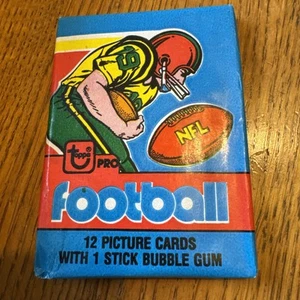 NFL
topps
PRO
football
12 PICTURE CARDS
WITH 1 STICK BUBBLE GUM